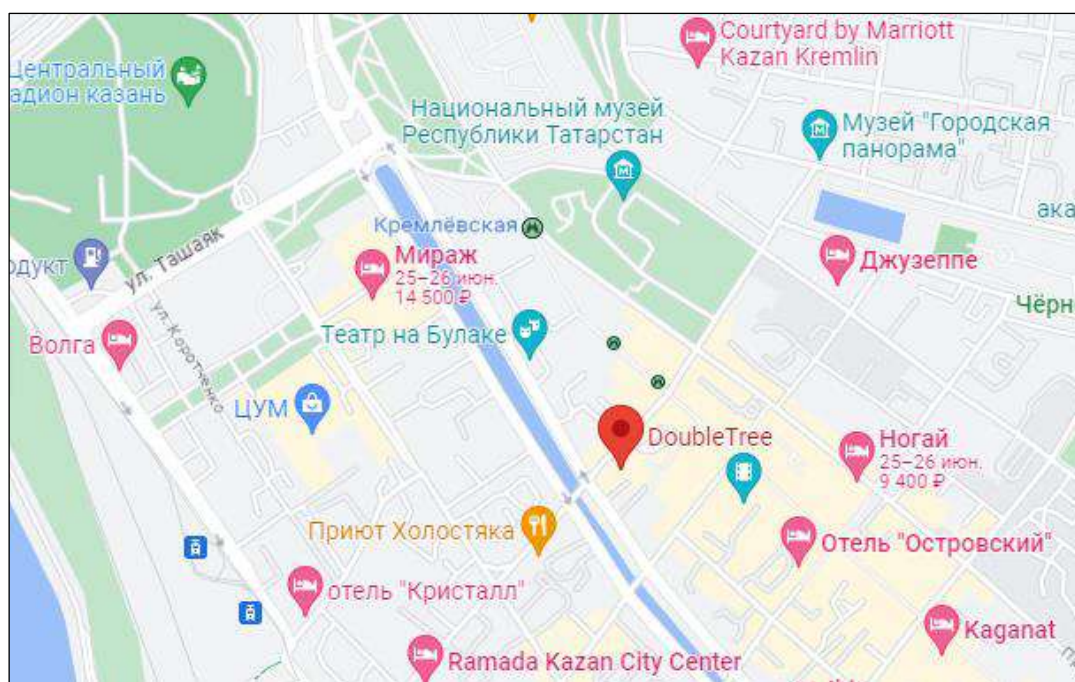 Courtyard by Marriott
Kazan Kremlin
Центральный
адион казань
Национальный музей
Республики Татарстан
Музей "Городская
панорама"
ака
Кремлёвская
одукт
ул. Ташаяк
Мираж
25–26 июн.
14 500 ₽
Джузеппе
Чёрн
ул. Коротченко
Волга
Театр на Булаке
ЦУМ
DoubleTree
Ногай
25–26 июн.
9 400 ₽
Приют Холостяка
Отель "Островский"
отель "Кристалл"
Kaganat
Ramada Kazan City Center